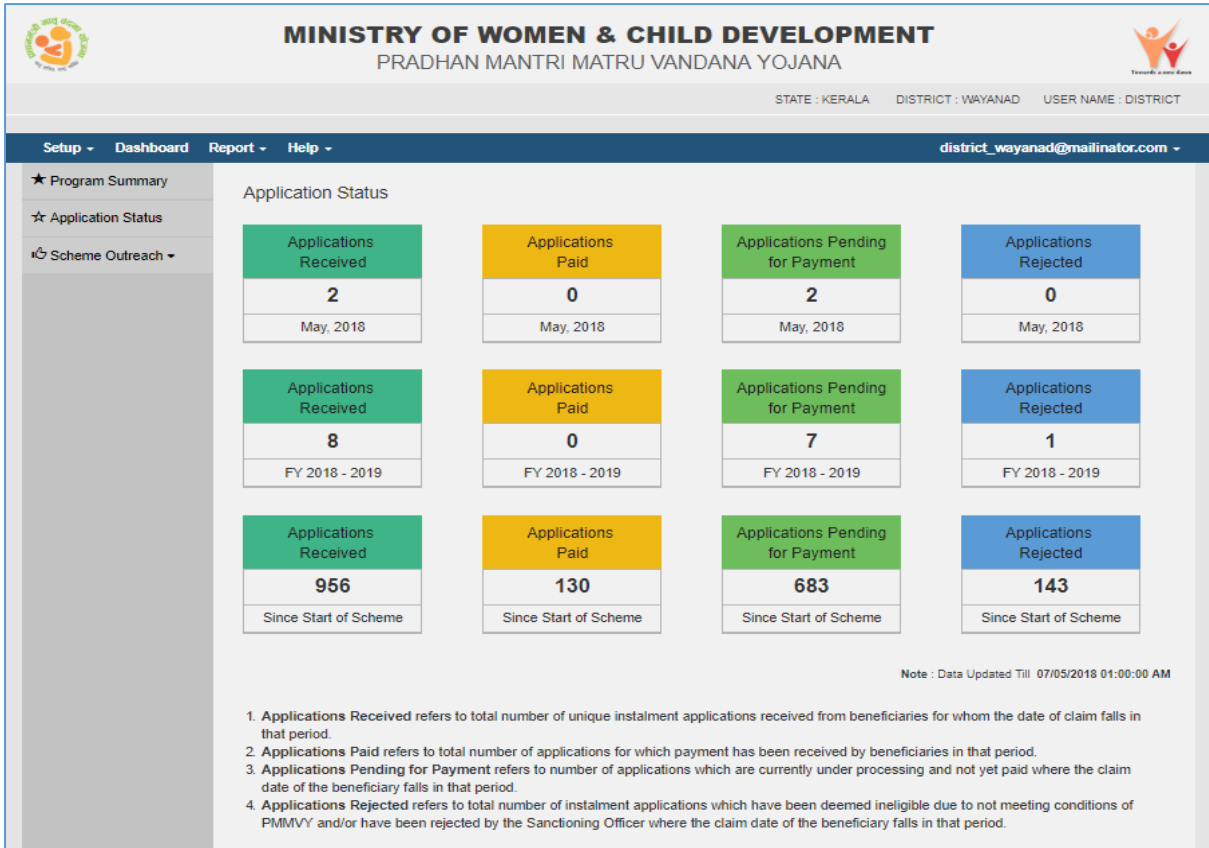 MINISTRY OF WOMEN & CHILD DEVELOPMENT
PRADHAN MANTRI MATRU VANDANA YOJANA
Towards a new dawn
STATE : KERALA DISTRICT : WAYANAD USER NAME : DISTRICT
Setup Dashboard Report Help district_wayanad@mailinator.com
Program Summary
Application Status
Scheme Outreach
Application Status
Applications Received Applications Paid Applications Pending for Payment Applications Rejected
2 0 2 0
May, 2018 May, 2018 May, 2018 May, 2018
Applications Received Applications Paid Applications Pending for Payment Applications Rejected
8 0 7 1
FY 2018 - 2019 FY 2018 - 2019 FY 2018 - 2019 FY 2018 - 2019
Applications Received Applications Paid Applications Pending for Payment Applications Rejected
956 130 683 143
Since Start of Scheme Since Start of Scheme Since Start of Scheme Since Start of Scheme
Note : Data Updated Till 07/05/2018 01:00:00 AM
1. Applications Received refers to total number of unique instalment applications received from beneficiaries for whom the date of claim falls in
that period.
2. Applications Paid refers to total number of applications for which payment has been received by beneficiaries in that period.
3. Applications Pending for Payment refers to number of applications which are currently under processing and not yet paid where the claim
date of the beneficiary falls in that period.
4. Applications Rejected refers to total number of instalment applications which have been deemed ineligible due to not meeting conditions of
PMMVY and/or have been rejected by the Sanctioning Officer where the claim date of the beneficiary falls in that period.